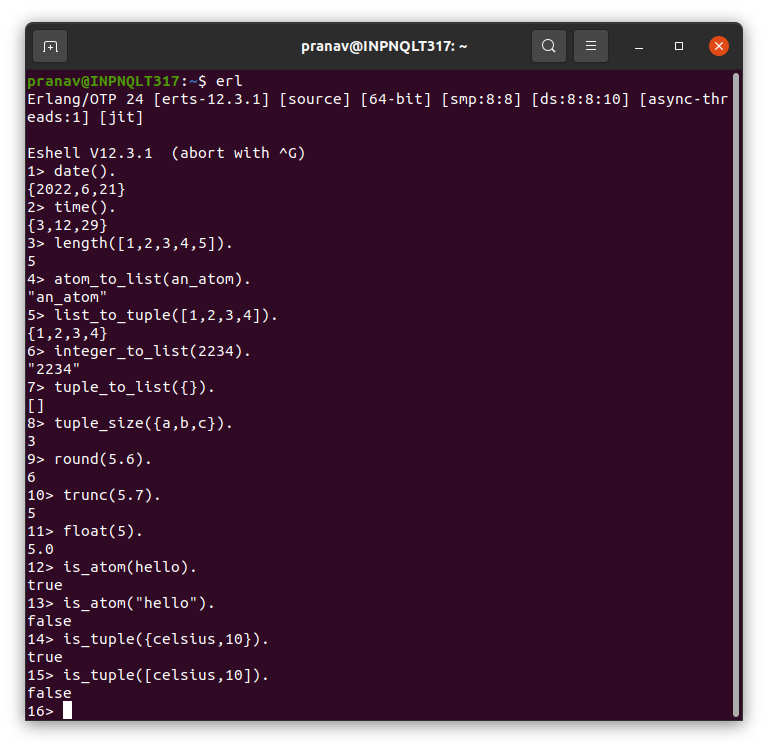 pranav@INPNQLT317: ~
pranav@INPNQLT317:~$ erl
Erlang/OTP 24 [erts-12.3.1] [source] [64-bit] [smp:8:8] [ds:8:8:10] [async-thr
eads:1] [jit]
Eshell V12.3.1  (abort with ^G)
1> date().
{2022,6,21}
2> time().
{3,12,29}
3> length([1,2,3,4,5]).
5
4> atom_to_list(an_atom).
"an_atom"
5> list_to_tuple([1,2,3,4]).
{1,2,3,4}
6> integer_to_list(2234).
"2234"
7> tuple_to_list({}).
[]
8> tuple_size({a,b,c}).
3
9> round(5.6).
6
10> trunc(5.7).
5
11> float(5).
5.0
12> is_atom(hello).
true
13> is_atom("hello").
false
14> is_tuple({celsius,10}).
true
15> is_tuple([celsius,10]).
false
16>